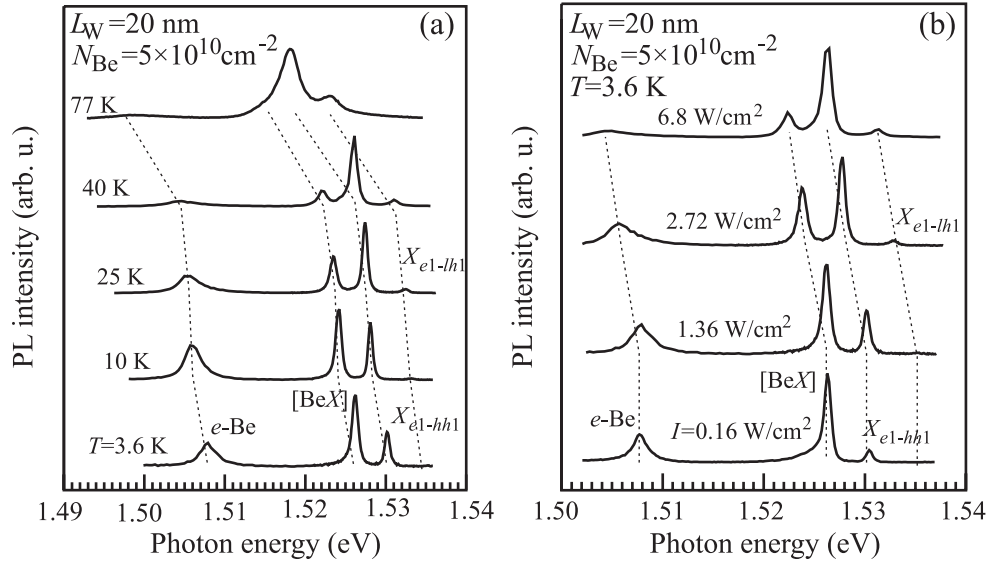 L_W=20 nm
N_Be=5×10^10cm^-2
(a)
77 K
40 K
25 K
10 K
T=3.6 K
e-Be
[BeX]
X_e1-hh1
X_e1-lh1
PL intensity (arb. u.)
1.49 1.50 1.51 1.52 1.53 1.54
Photon energy (eV)
L_W=20 nm
N_Be=5×10^10cm^-2
T=3.6 K
(b)
6.8 W/cm^2
2.72 W/cm^2
1.36 W/cm^2
I=0.16 W/cm^2
e-Be
[BeX]
X_e1-hh1
X_e1-lh1
PL intensity (arb. u.)
1.50 1.51 1.52 1.53 1.54
Photon energy (eV)